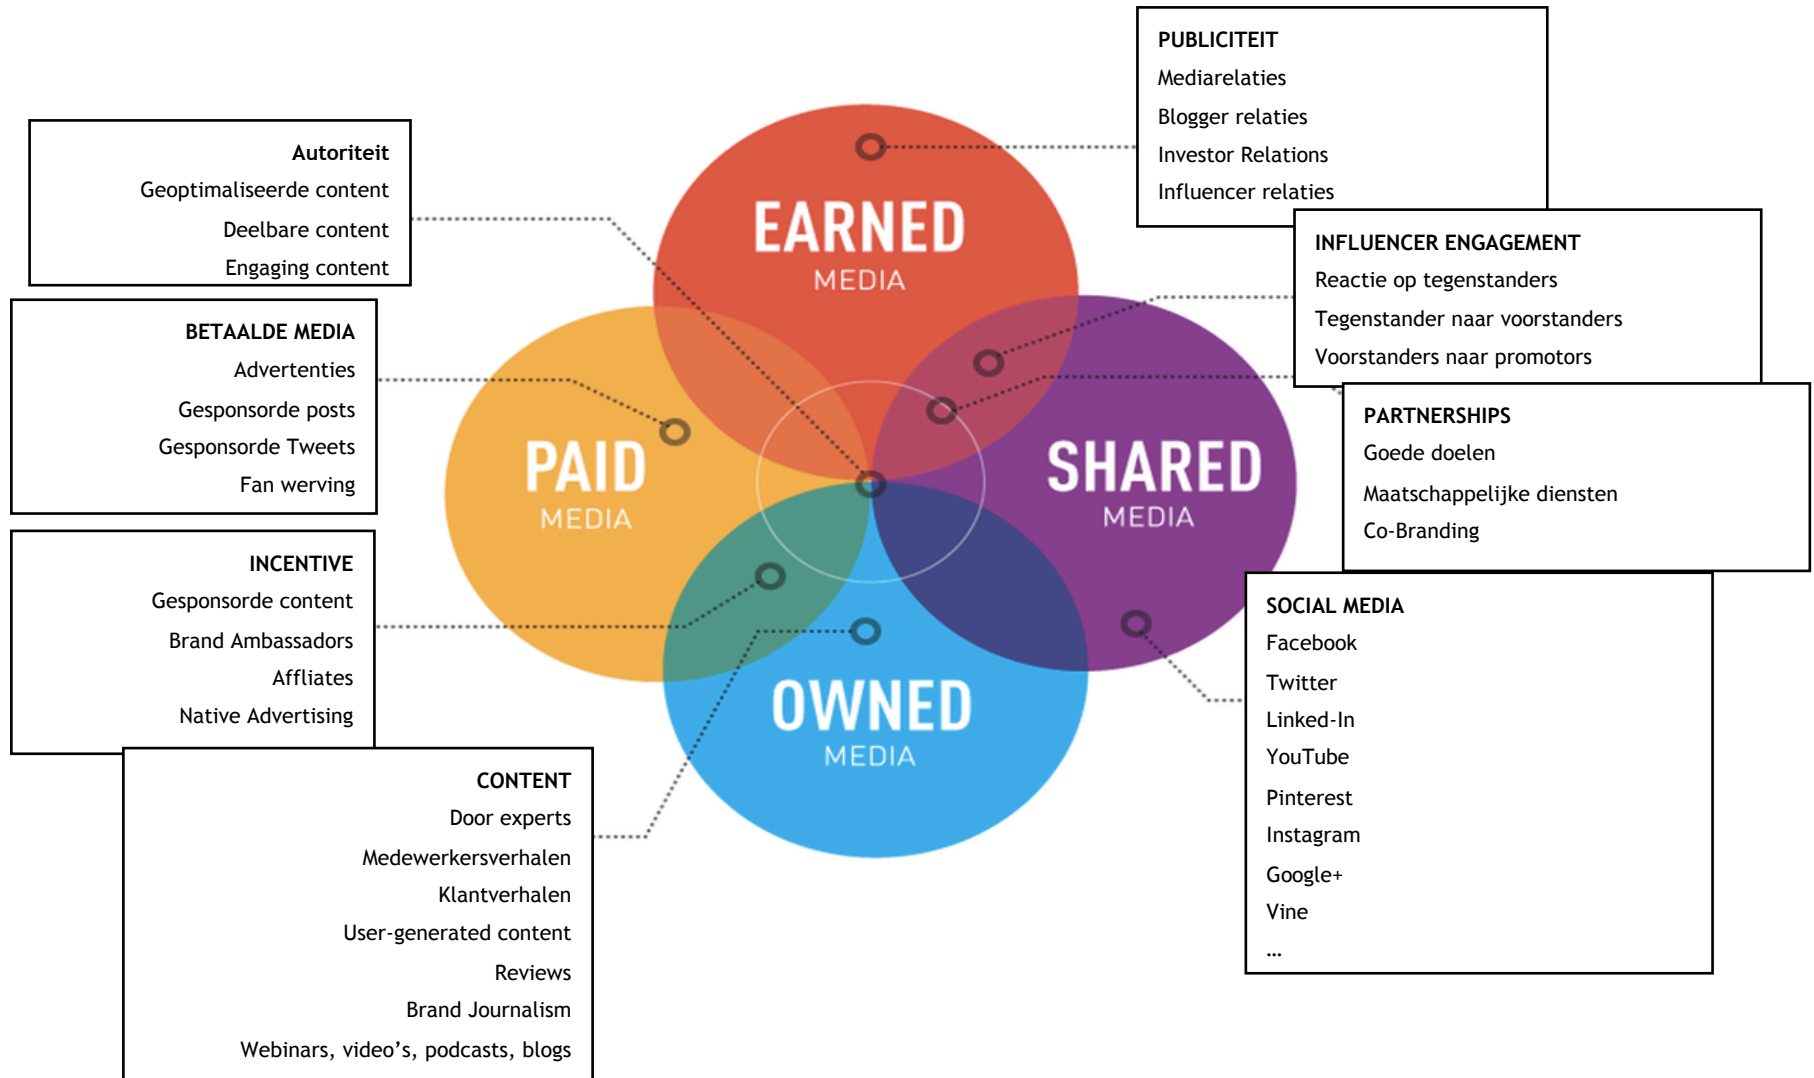 PUBLICITEIT
Mediarelaties
Blogger relaties
Investor Relations
Influencer relaties
Autoriteit
Geoptimaliseerde content
Deelbare content
Engaging content
EARNED
MEDIA
INFLUENCER ENGAGEMENT
Reactie op tegenstanders
Tegenstander naar voorstanders
Voorstanders naar promotors
BETAALDE MEDIA
Advertenties
Gesponsorde posts
Gesponsorde Tweets
Fan werving
PAID
MEDIA
SHARED
MEDIA
PARTNERSHIPS
Goede doelen
Maatschappelijke diensten
Co-Branding
INCENTIVE
Gesponsorde content
Brand Ambassadors
Affliates
Native Advertising
OWNED
MEDIA
SOCIAL MEDIA
Facebook
Twitter
Linked-In
YouTube
Pinterest
Instagram
Google+
Vine
…
CONTENT
Door experts
Medewerkersverhalen
Klantverhalen
User-generated content
Reviews
Brand Journalism
Webinars, video’s, podcasts, blogs